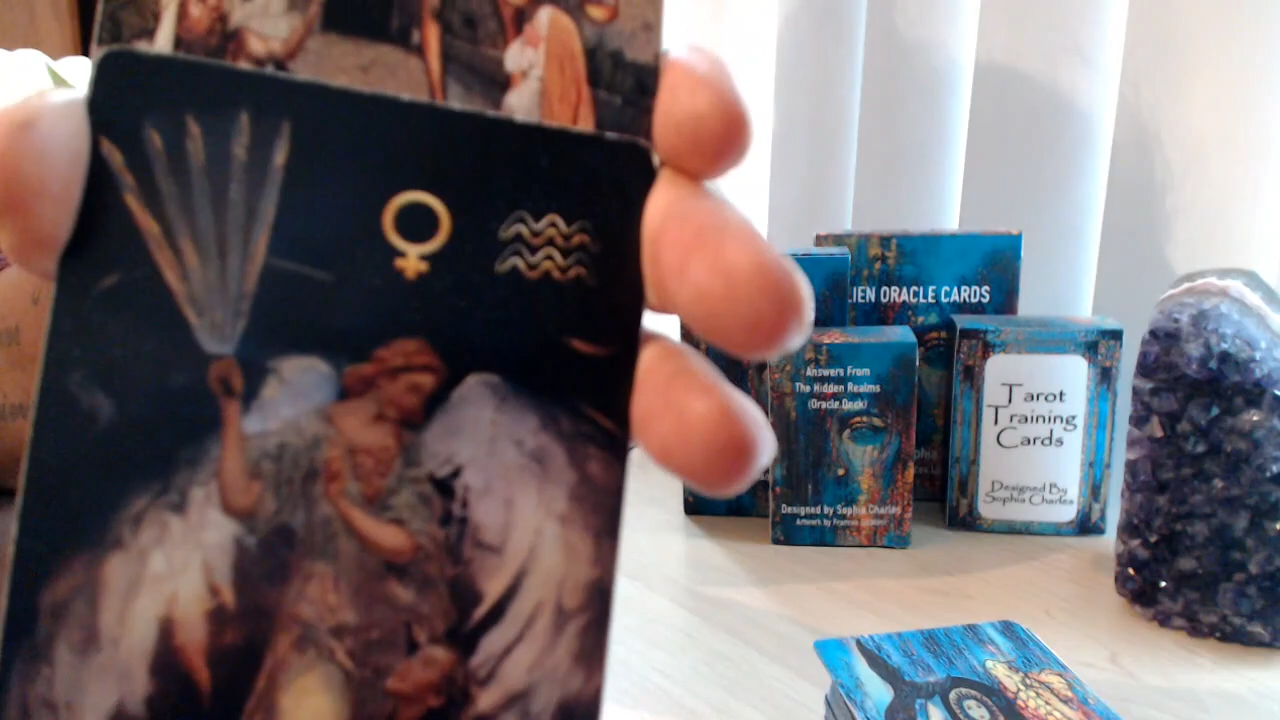 LIEN ORACLE CARDS
Answers From
The Hidden Realms
(Oracle Deck)
Designed by Sophia Charles
Tarot
Training
Cards
Designed By
Sophia Charles